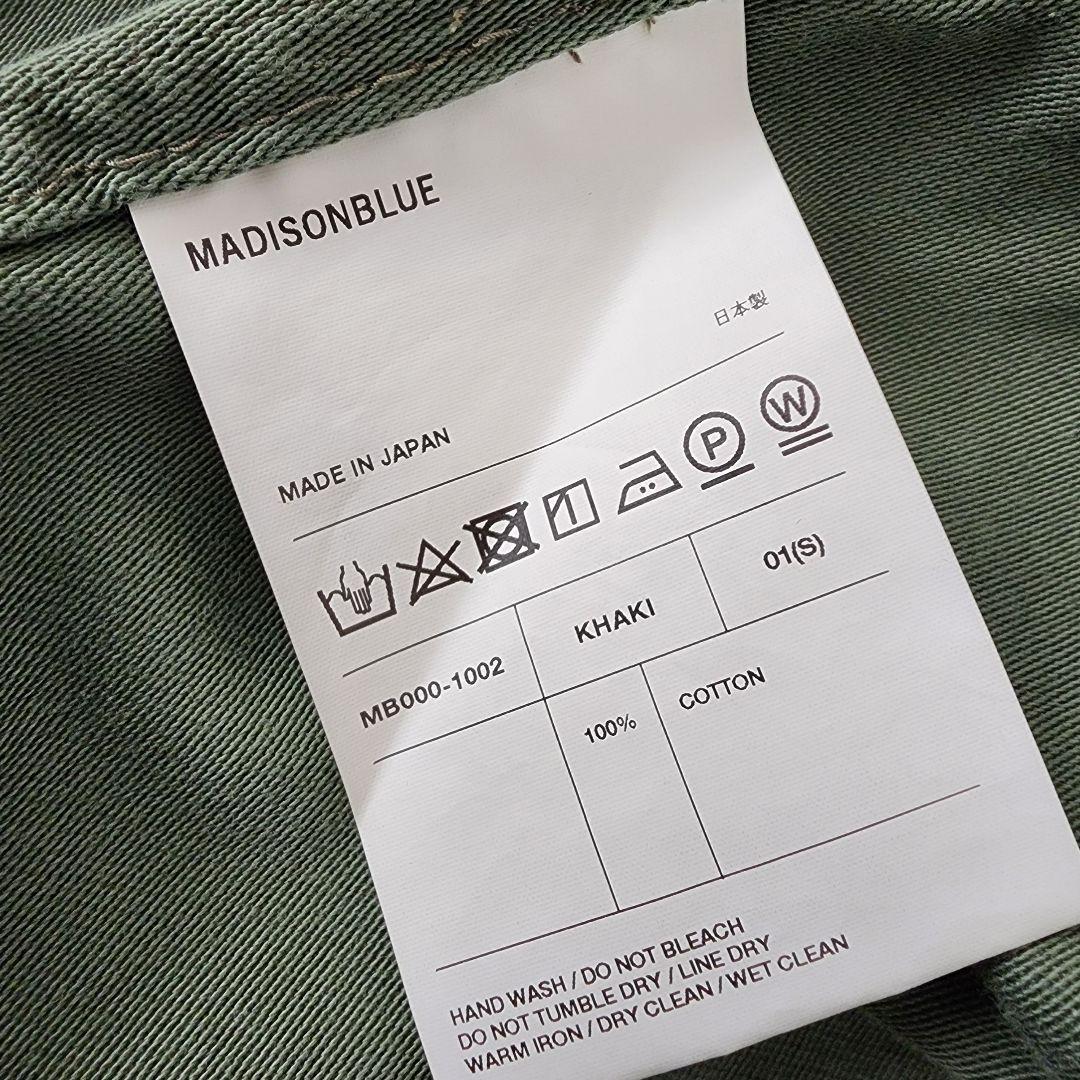 MADISONBLUE
日本製
MADE IN JAPAN
P W
MB000-1002 KHAKI 01(S)
100% COTTON
HAND WASH / DO NOT BLEACH
DO NOT TUMBLE DRY / LINE DRY
WARM IRON / DRY CLEAN / WET CLEAN